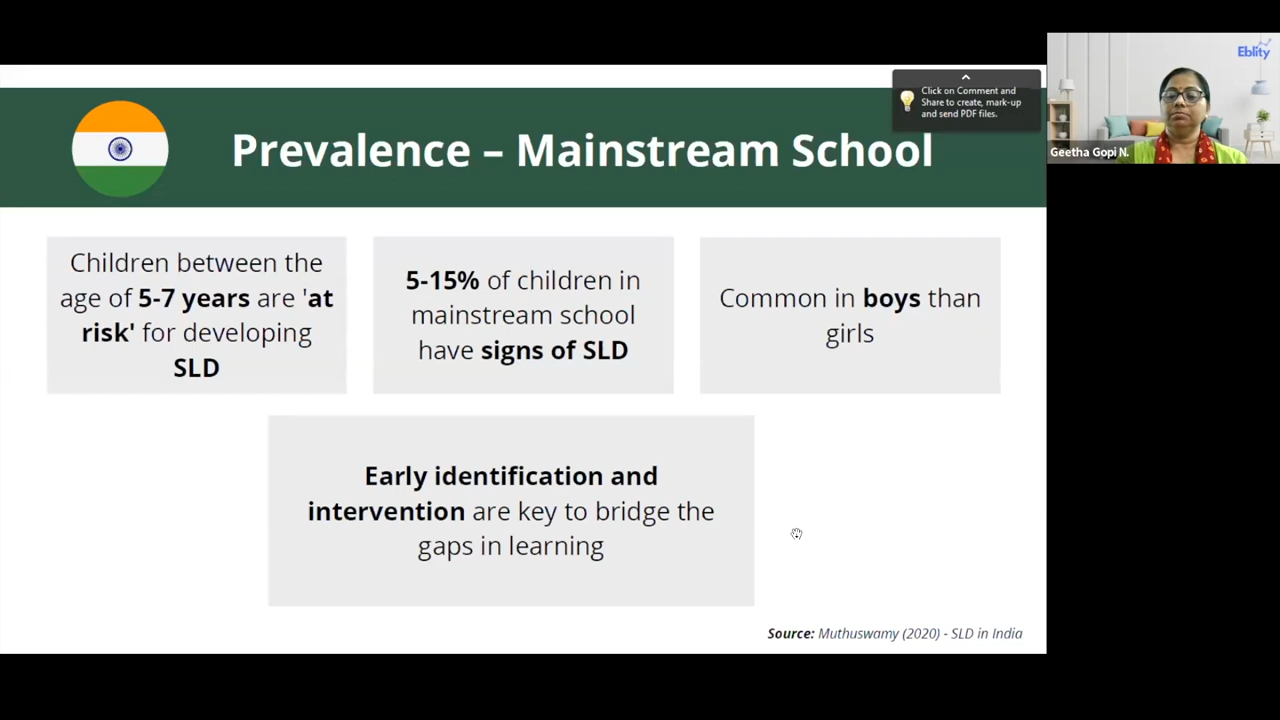 Eblity
Click on Comment and
Share to create, mark-up
and send PDF files.
Geetha Gopi N.
Prevalence – Mainstream School
Children between the
age of 5-7 years are 'at
risk' for developing
SLD
5-15% of children in
mainstream school
have signs of SLD
Common in boys than
girls
Early identification and
intervention are key to bridge the
gaps in learning
Source: Muthuswamy (2020) - SLD in India